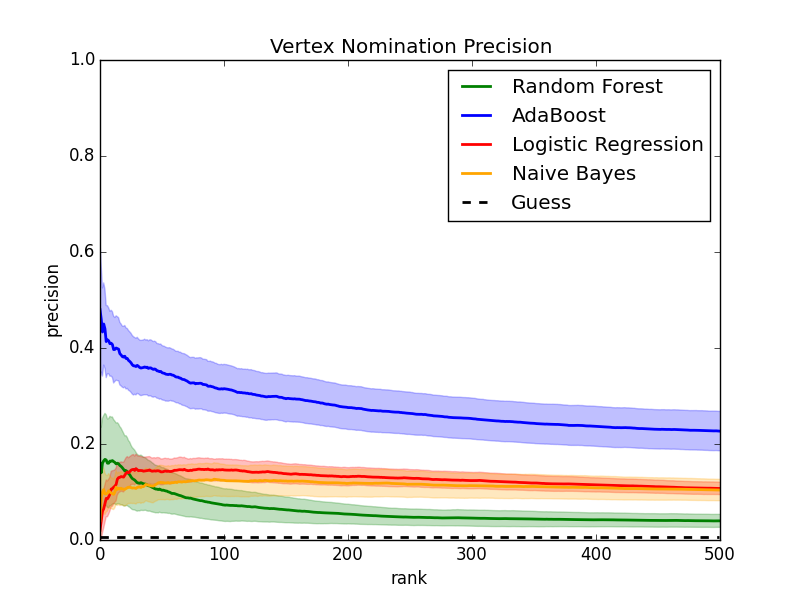 Vertex Nomination Precision
1.0
0.8
0.6
0.4
0.2
0.0
precision
Random Forest
AdaBoost
Logistic Regression
Naive Bayes
Guess
0 100 200 300 400 500
rank